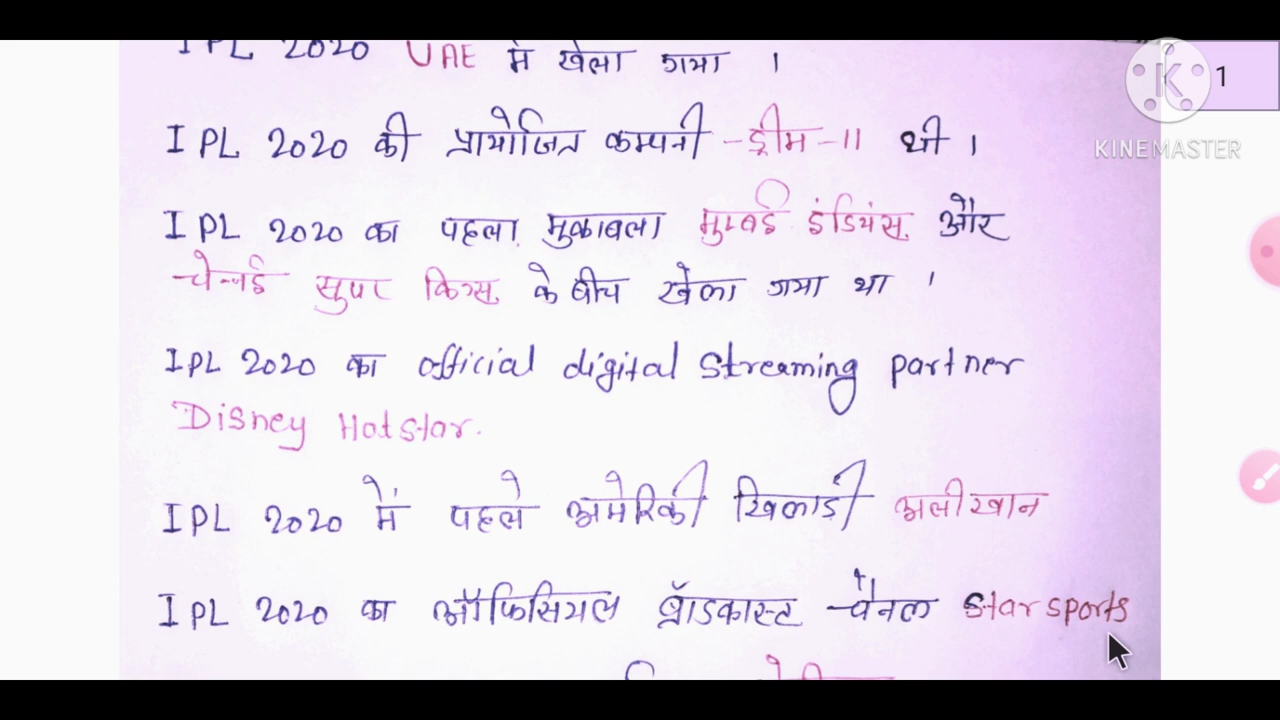 IPL 2020 UAE में खेला गया ।
1
KINEMASTER
IPL 2020 की प्रायोजित कम्पनी -ड्रीम-11 थी ।
IPL 2020 का पहला मुकाबला मुम्बई इंडियंस और
चेन्नई सुपर किंग्स के बीच खेला गया था ।
IPL 2020 का official digital streaming partner
Disney Hotstar.
IPL 2020 में पहले अमेरिकी खिलाड़ी अली खान
IPL 2020 का ऑफिसियल ब्रॉडकास्ट चैनल Star sports